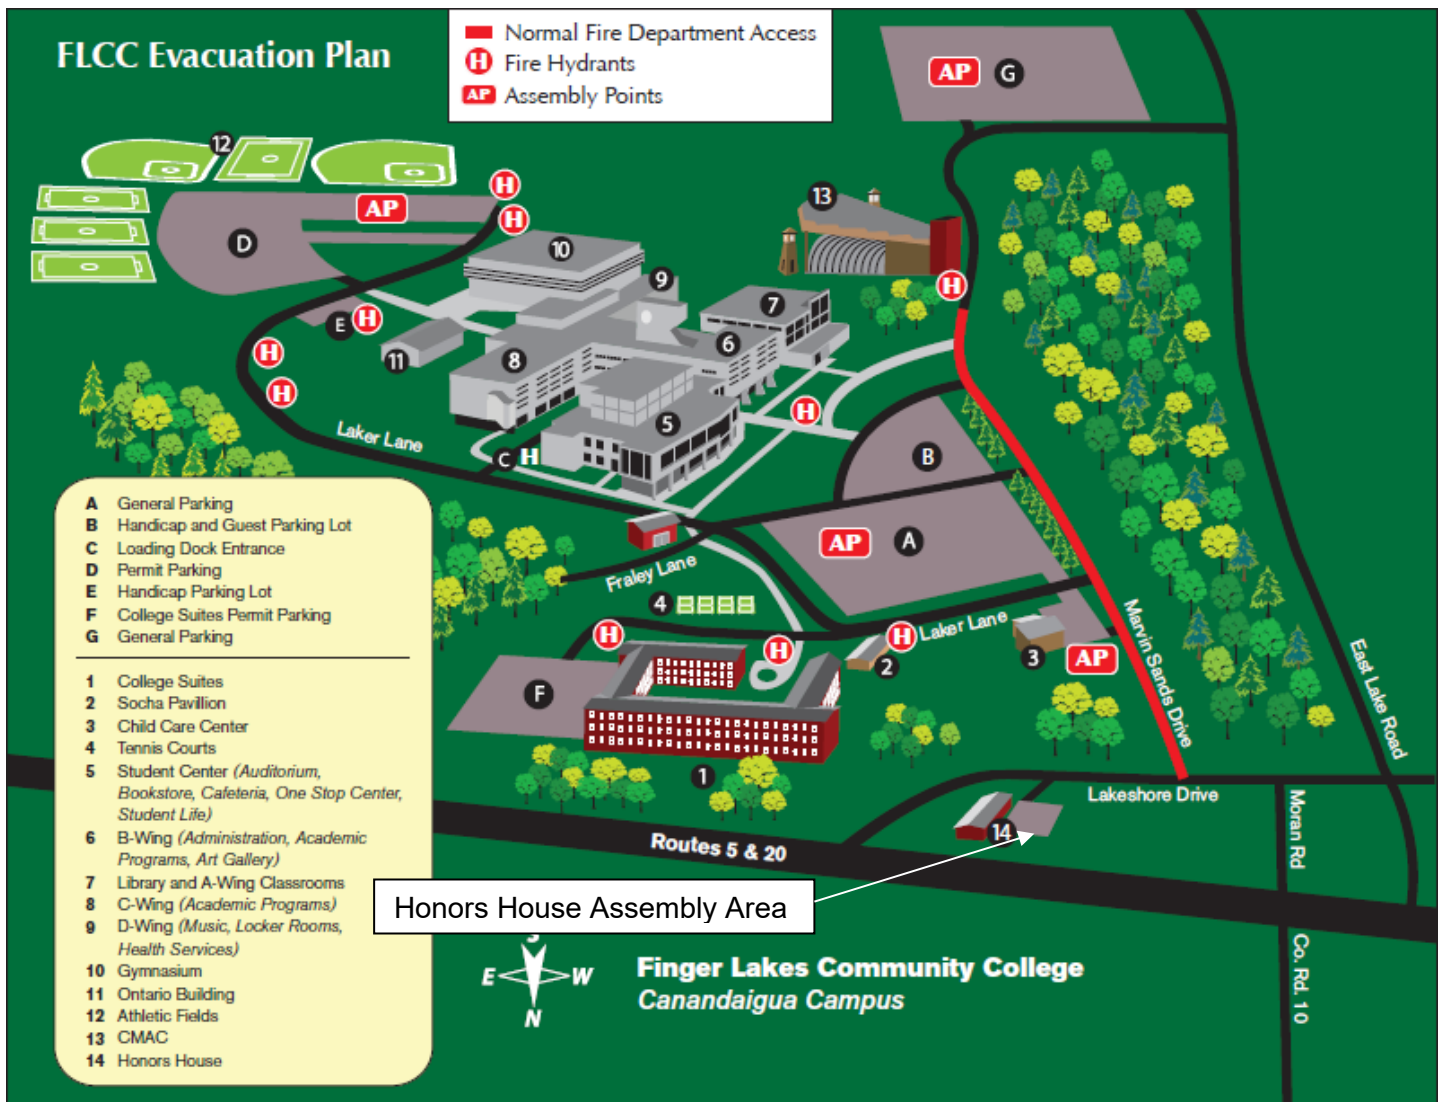 FLCC Evacuation Plan
Normal Fire Department Access
H Fire Hydrants
AP Assembly Points
AP G
12
H
AP
H
13
D
10
9
7
H
E H
11
8
6
H
H
H
5
Laker Lane
C H
B
AP A
Fraley Lane
4
H
H
H
Laker Lane
2
3
AP
F
1
Marvin Sands Drive
East Lake Road
Lakeshore Drive
14
Moran Rd
Routes 5 & 20
Co. Rd. 10
A General Parking
B Handicap and Guest Parking Lot
C Loading Dock Entrance
D Permit Parking
E Handicap Parking Lot
F College Suites Permit Parking
G General Parking
1 College Suites
2 Socha Pavillion
3 Child Care Center
4 Tennis Courts
5 Student Center (Auditorium,
Bookstore, Cafeteria, One Stop Center,
Student Life)
6 B-Wing (Administration, Academic
Programs, Art Gallery)
7 Library and A-Wing Classrooms
8 C-Wing (Academic Programs)
9 D-Wing (Music, Locker Rooms,
Health Services)
10 Gymnasium
11 Ontario Building
12 Athletic Fields
13 CMAC
14 Honors House
Honors House Assembly Area
S
E W
N
Finger Lakes Community College
Canandaigua Campus